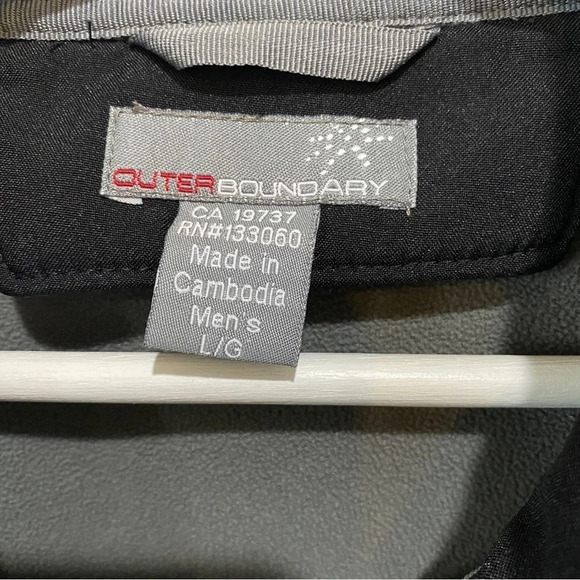 OUTERBOUNDARY
CA 19737
RN#133060
Made in
Cambodia
Men's
L/G